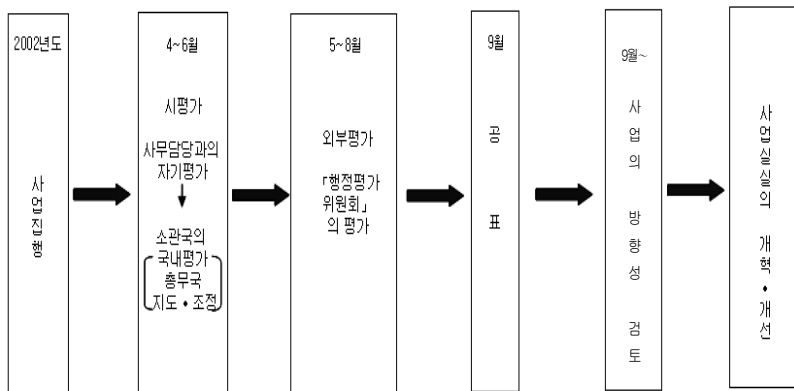 2002년도
사업집행
4~6월
시평가
사무담당과의
자기평가
소관국의
국내평가
총무국
지도·조정
5~8월
외부평가
「행정평가
위원회」
의 평가
9월
공표
9월~
사업의 방향성 검토
사업실실의 개혁·개선